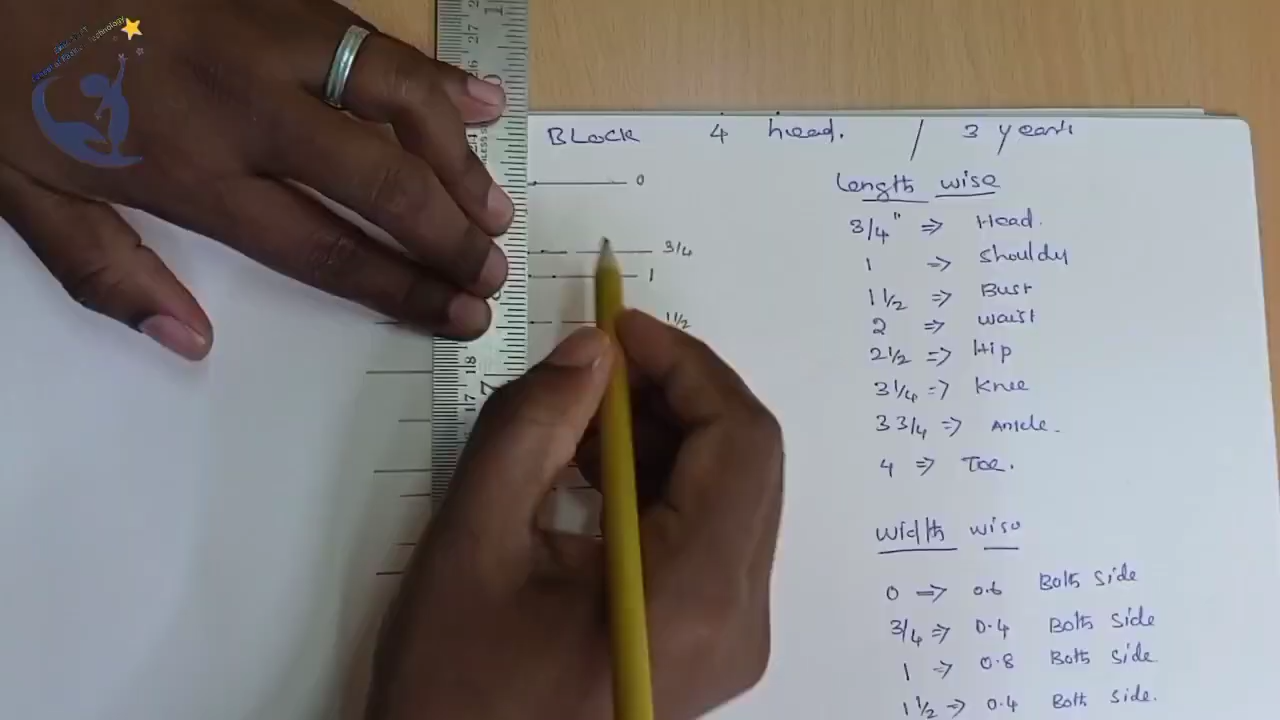 BLock 4 head. / 3 years
0
3/4
1
1 1/2
Length wise
3/4" => Head.
1 => Shouldy
1 1/2 => Bust
2 => waist
2 1/2 => Hip
3 1/4 => Knee
3 3/4 => Ankle.
4 => Toe.
width wise
0 => 0.6 Both Side
3/4 => 0.4 Both Side
1 => 0.8 Both Side
1 1/2 => 0.4 Both Side.
18
17
7